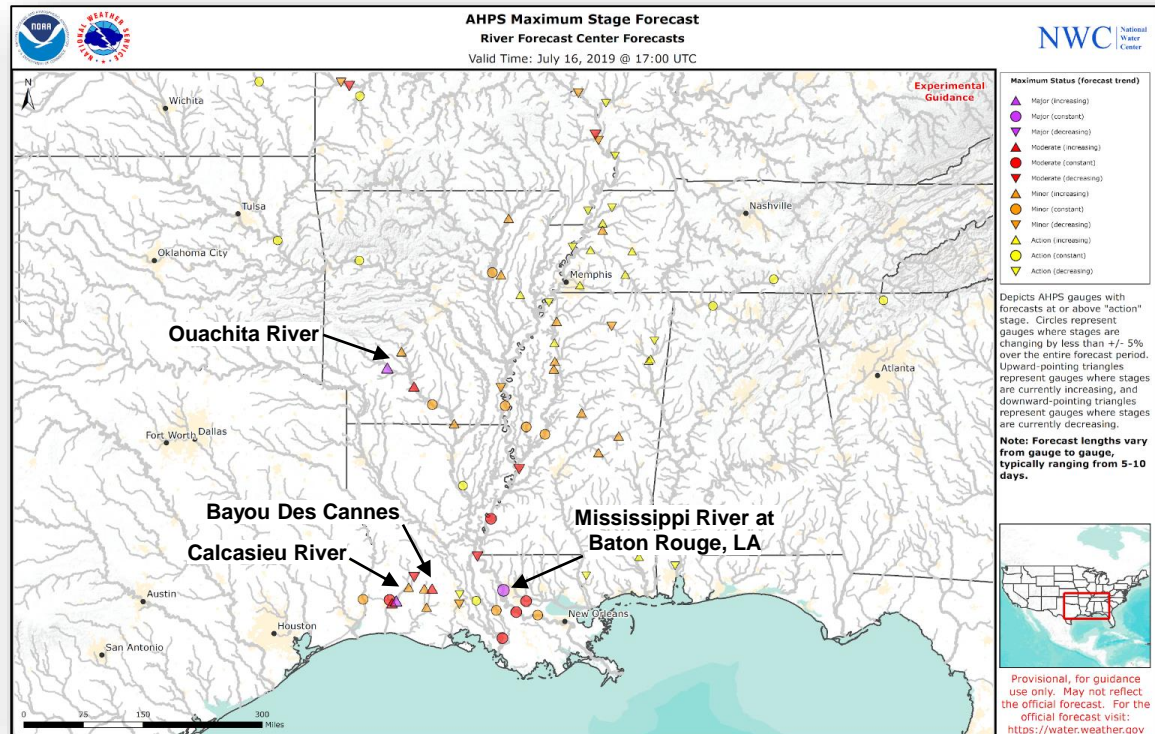 AHPS Maximum Stage Forecast
River Forecast Center Forecasts
Valid Time: July 16, 2019 @ 17:00 UTC
NOAA
NATIONAL WEATHER SERVICE
NWC
National
Water
Center
N
Experimental
Guidance
Wichita
Tulsa
Nashville
Oklahoma City
Memphis
Ouachita River
Atlanta
Fort Worth
Dallas
Bayou Des Cannes
Mississippi River at
Baton Rouge, LA
Calcasieu River
Austin
New Orleans
Houston
San Antonio
0 75 150 300
Miles
Maximum Status (forecast trend)
Major (increasing)
Major (constant)
Major (decreasing)
Moderate (increasing)
Moderate (constant)
Moderate (decreasing)
Minor (increasing)
Minor (constant)
Minor (decreasing)
Action (increasing)
Action (constant)
Action (decreasing)
Depicts AHPS gauges with
forecasts at or above "action"
stage. Circles represent
gauges where stages are
changing by less than +/- 5%
over the entire forecast period.
Upward-pointing triangles
represent gauges where stages
are currently increasing, and
downward-pointing triangles
represent gauges where stages
are currently decreasing.
Note: Forecast lengths vary
from gauge to gauge,
typically ranging from 5-10
days.
Provisional, for guidance
use only. May not reflect
the official forecast. For the
official forecast visit:
https://water.weather.gov